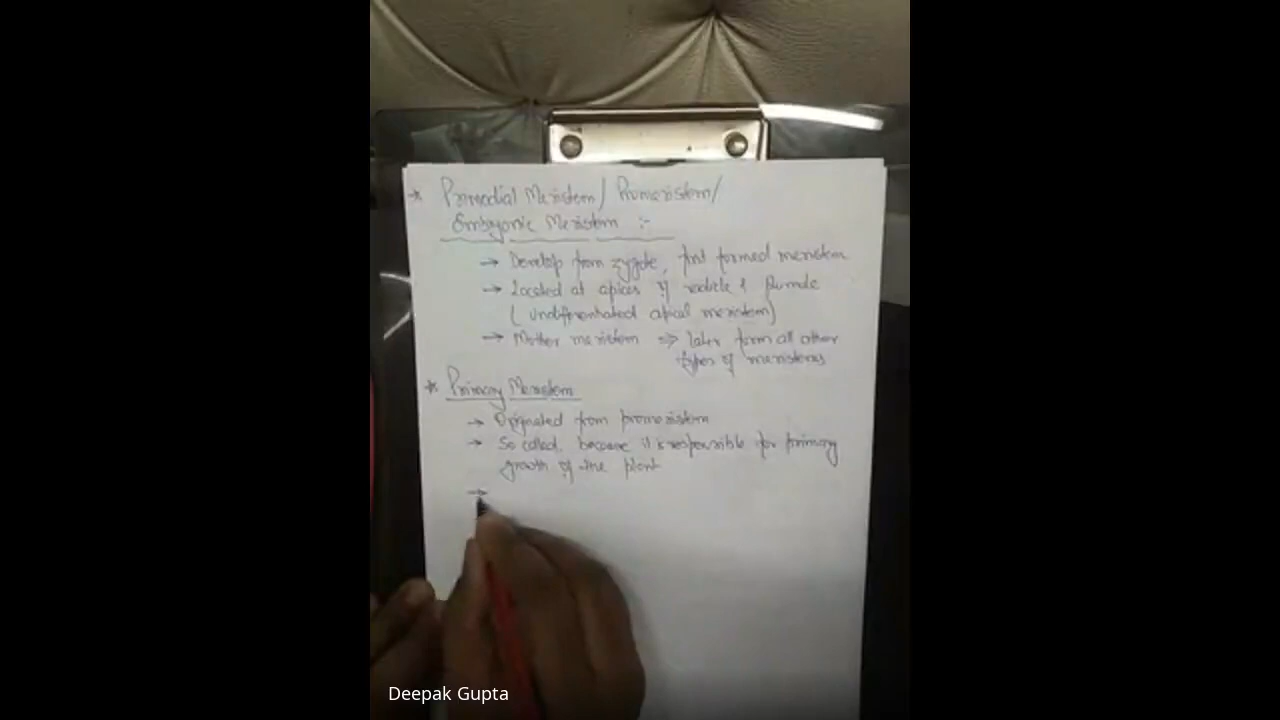 * Primodial Meristem / Promeristem /
Embryonic Meristem :-
→ Develop from zygote, first formed meristem
→ Located at apices of radicle & plumule
( undifferentiated apical meristem)
→ Mother meristem ⇒ later form all other
types of meristems
* Primary Meristem
→ Originated from promeristem
→ So called, because it is responsible for primary
growth of the plant
→
Deepak Gupta